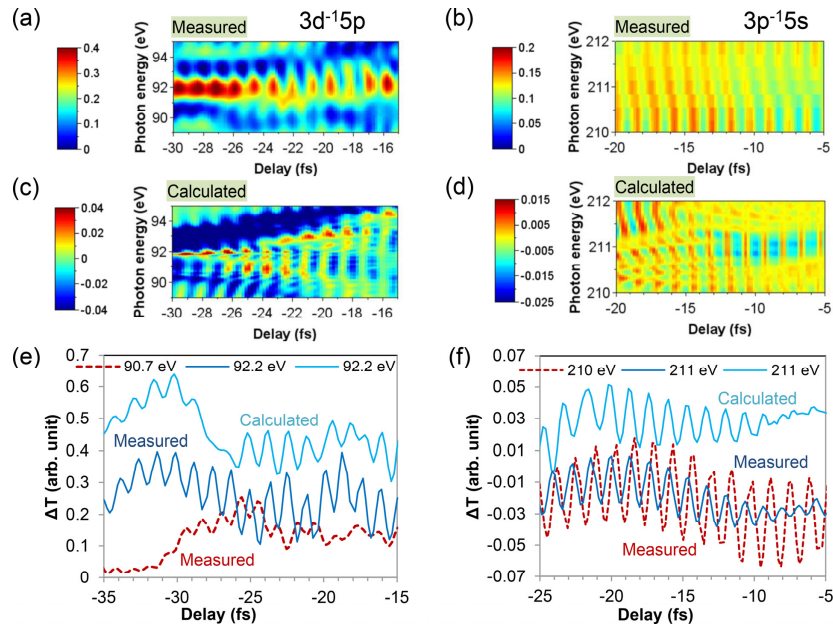 (a) Measured 3d-15p
0.4
0.3
0.2
0.1
0
Photon energy (eV)
94
92
90
-30 -28 -26 -24 -22 -20 -18 -16
Delay (fs)
(b) Measured 3p-15s
0.2
0.15
0.1
0.05
0
Photon energy (eV)
212
211
210
-20 -15 -10 -5
Delay (fs)
(c) Calculated
0.04
0.02
0
-0.02
-0.04
Photon energy (eV)
94
92
90
-30 -28 -26 -24 -22 -20 -18 -16
Delay (fs)
(d) Calculated
0.015
0.005
-0.005
-0.015
-0.025
Photon energy (eV)
212
211
210
-20 -15 -10 -5
Delay (fs)
(e)
90.7 eV 92.2 eV 92.2 eV
ΔT (arb. unit)
0.7
0.6
0.5
0.4
0.3
0.2
0.1
0
Calculated
Measured
Measured
-35 -30 -25 -20 -15
Delay (fs)
(f)
210 eV 211 eV 211 eV
ΔT (arb. unit)
0.07
0.05
0.03
0.01
-0.01
-0.03
-0.05
-0.07
Calculated
Measured
Measured
-25 -20 -15 -10 -5
Delay (fs)